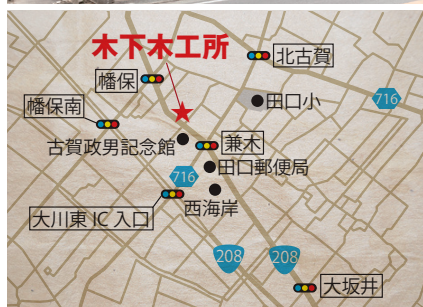 木下木工所
北古賀
幡保
田口小
716
幡保南
古賀政男記念館
兼木
田口郵便局
716
西海岸
大川東IC入口
208
208
大坂井